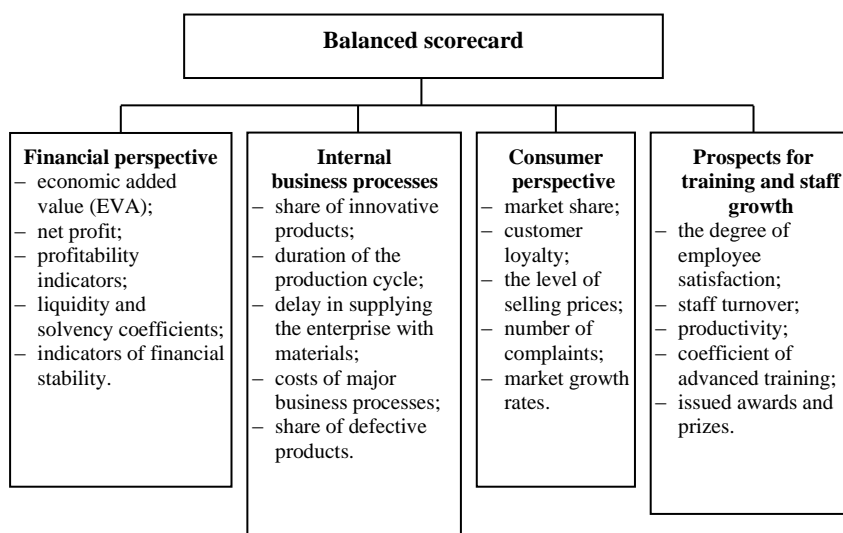 Balanced scorecard
Financial perspective
– economic added
value (EVA);
– net profit;
– profitability
indicators;
– liquidity and
solvency coefficients;
– indicators of financial
stability.
Internal
business processes
– share of innovative
products;
– duration of the
production cycle;
– delay in supplying
the enterprise with
materials;
– costs of major
business processes;
– share of defective
products.
Consumer
perspective
– market share;
– customer
loyalty;
– the level of
selling prices;
– number of
complaints;
– market growth
rates.
Prospects for
training and staff
growth
– the degree of
employee
satisfaction;
– staff turnover;
– productivity;
– coefficient of
advanced training;
– issued awards and
prizes.